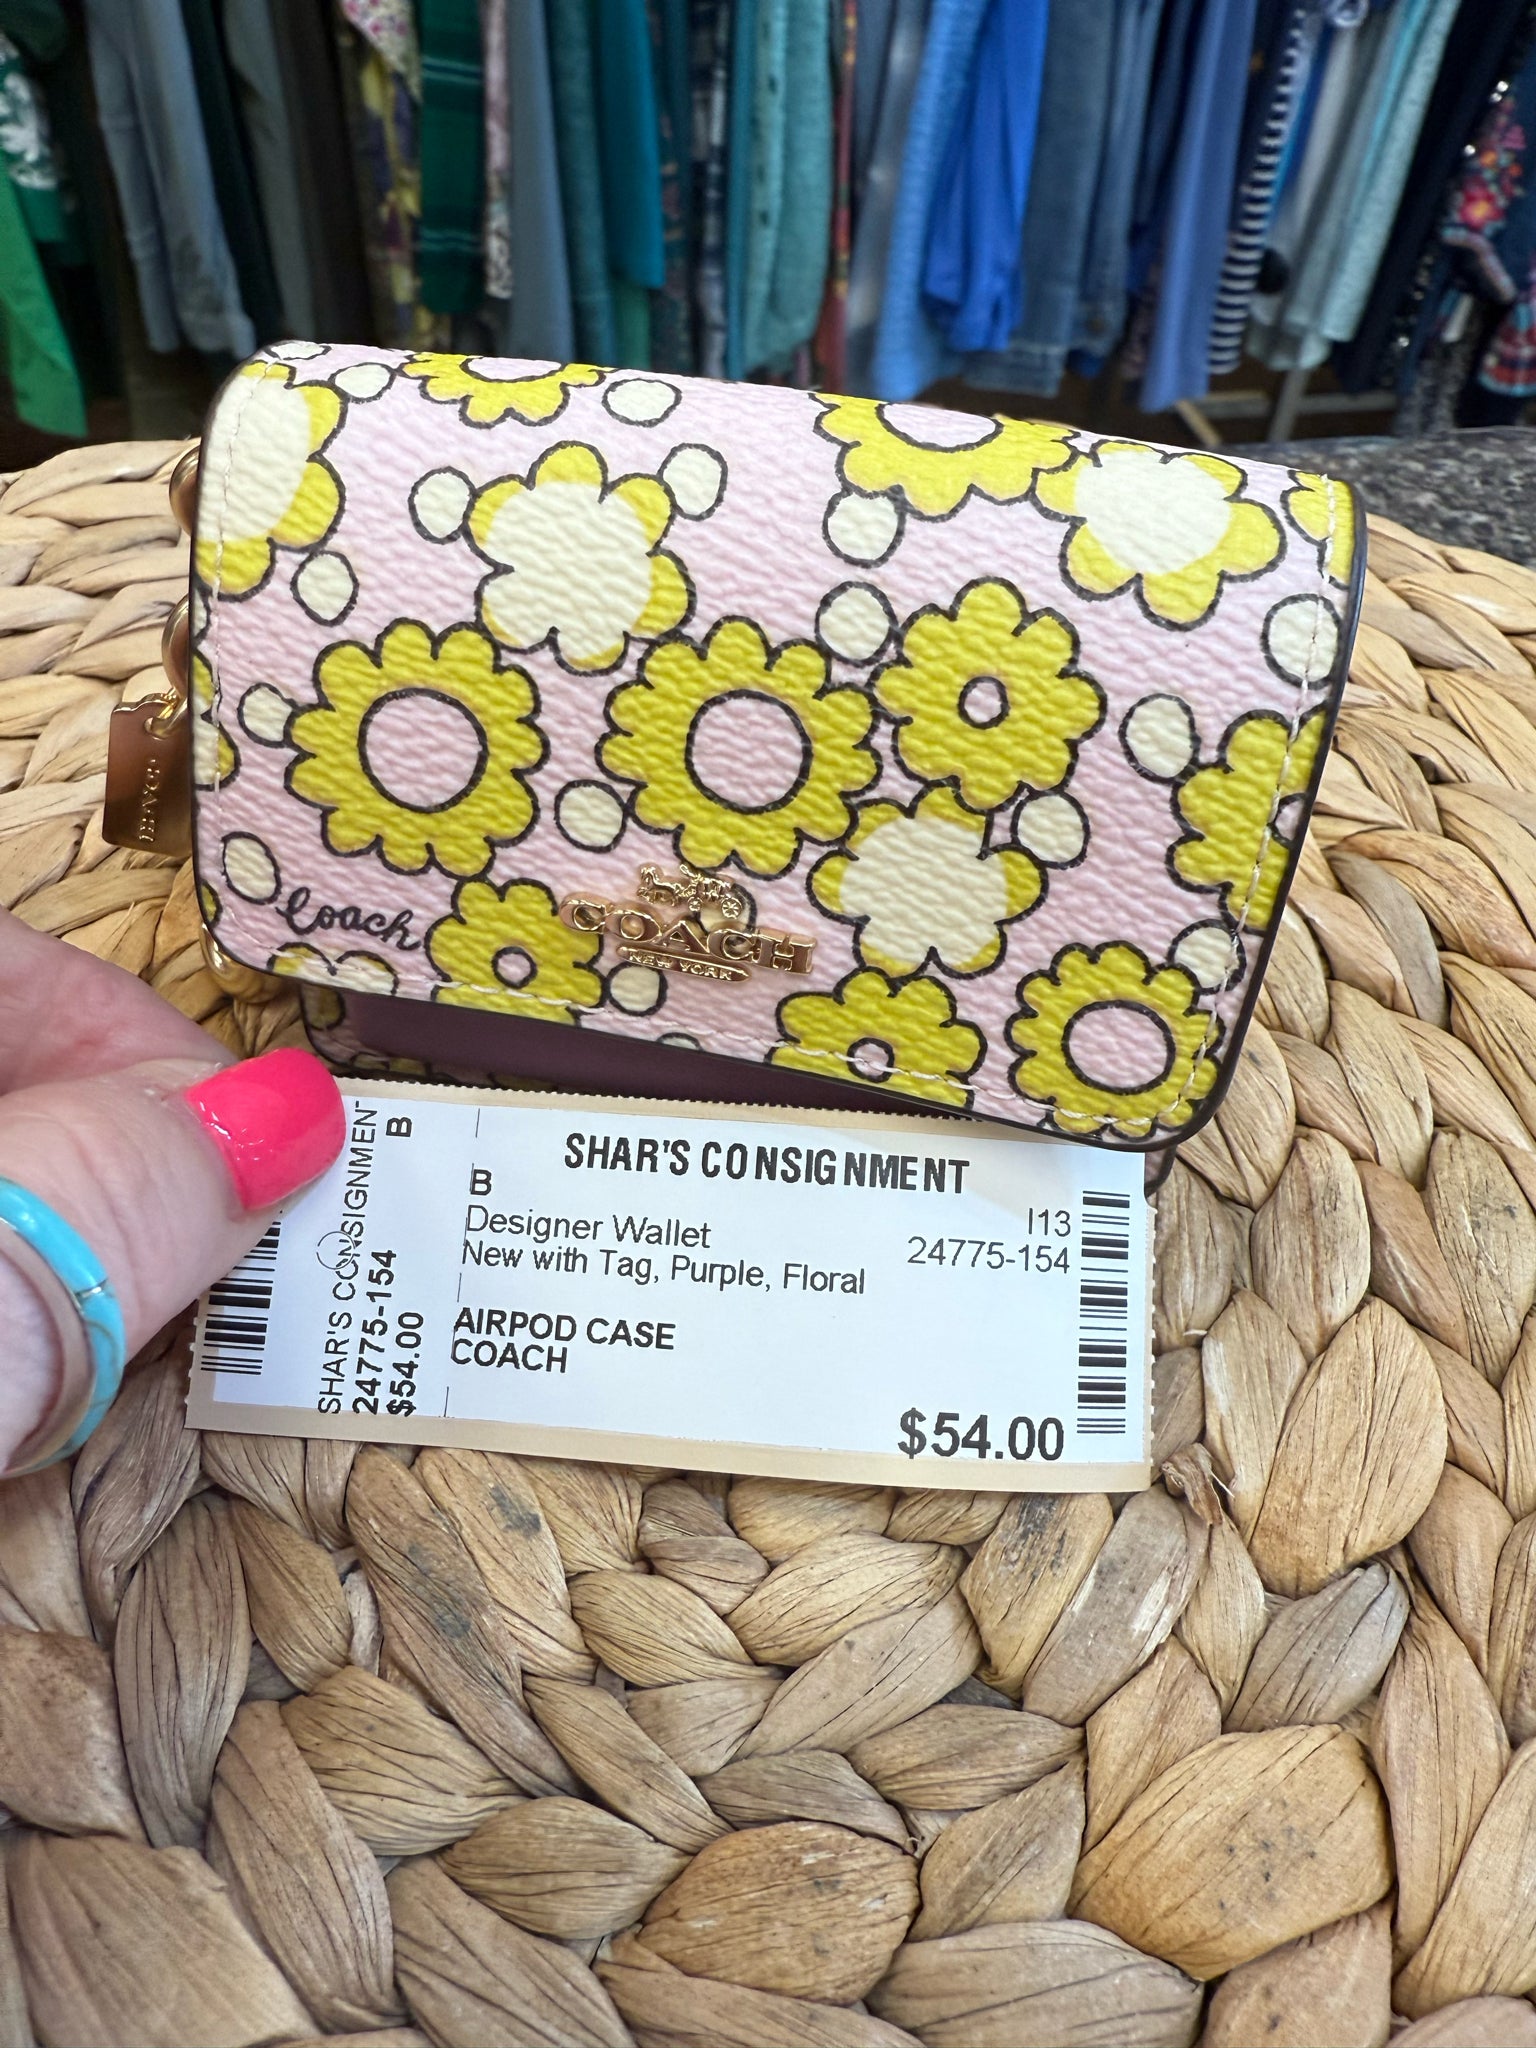 COACH
Coach
COACH
NEW YORK
SHAR'S CONSIGNMENT
B
Designer Wallet
I13
New with Tag, Purple, Floral
24775-154
AIRPOD CASE
COACH
$54.00
SHAR'S CONSIGNMENT
B
24775-154
$54.00